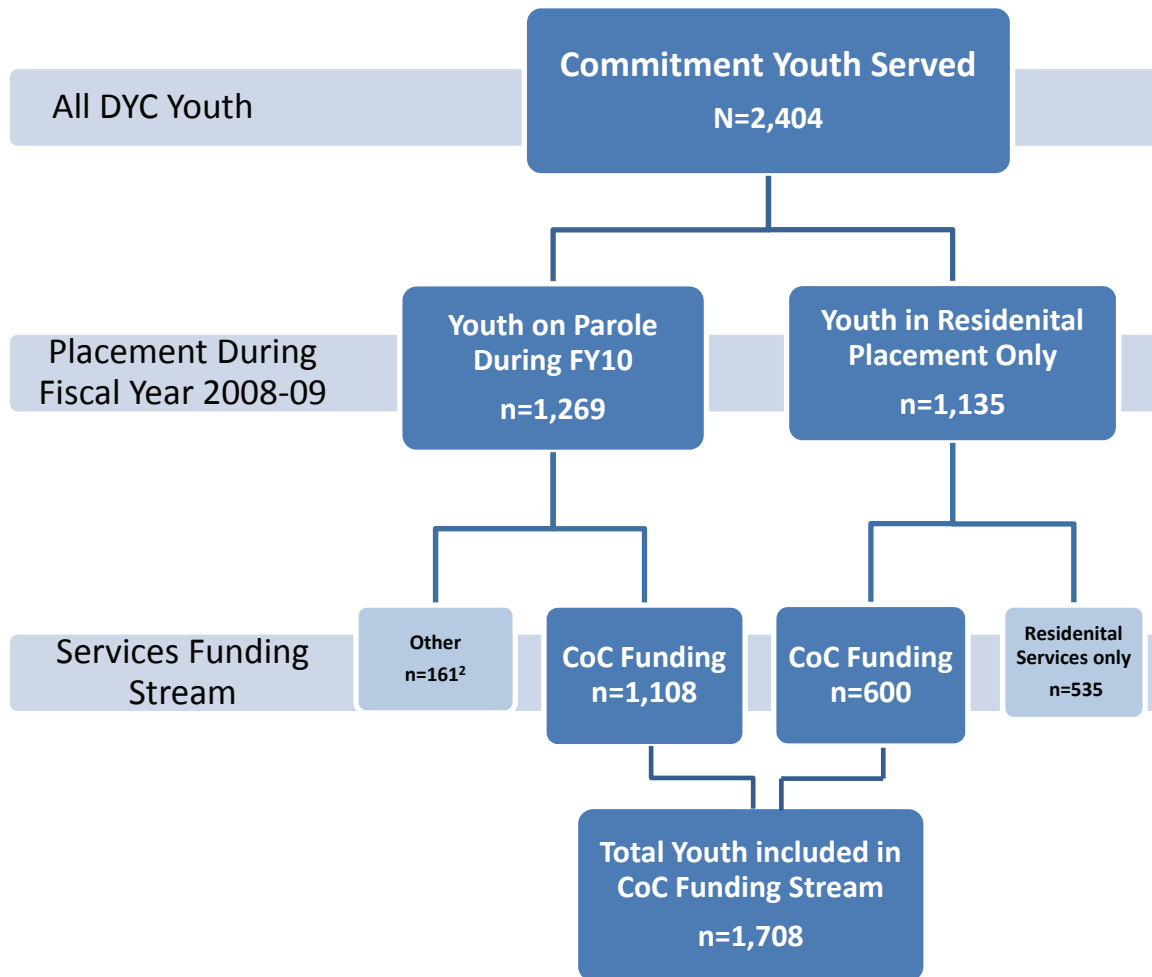 Commitment Youth Served
N=2,404
All DYC Youth
Placement During
Fiscal Year 2008-09
Youth on Parole
During FY10
n=1,269
Youth in Residenital
Placement Only
n=1,135
Services Funding
Stream
Other
n=161²
CoC Funding
n=1,108
CoC Funding
n=600
Residenital
Services only
n=535
Total Youth included in
CoC Funding Stream
n=1,708